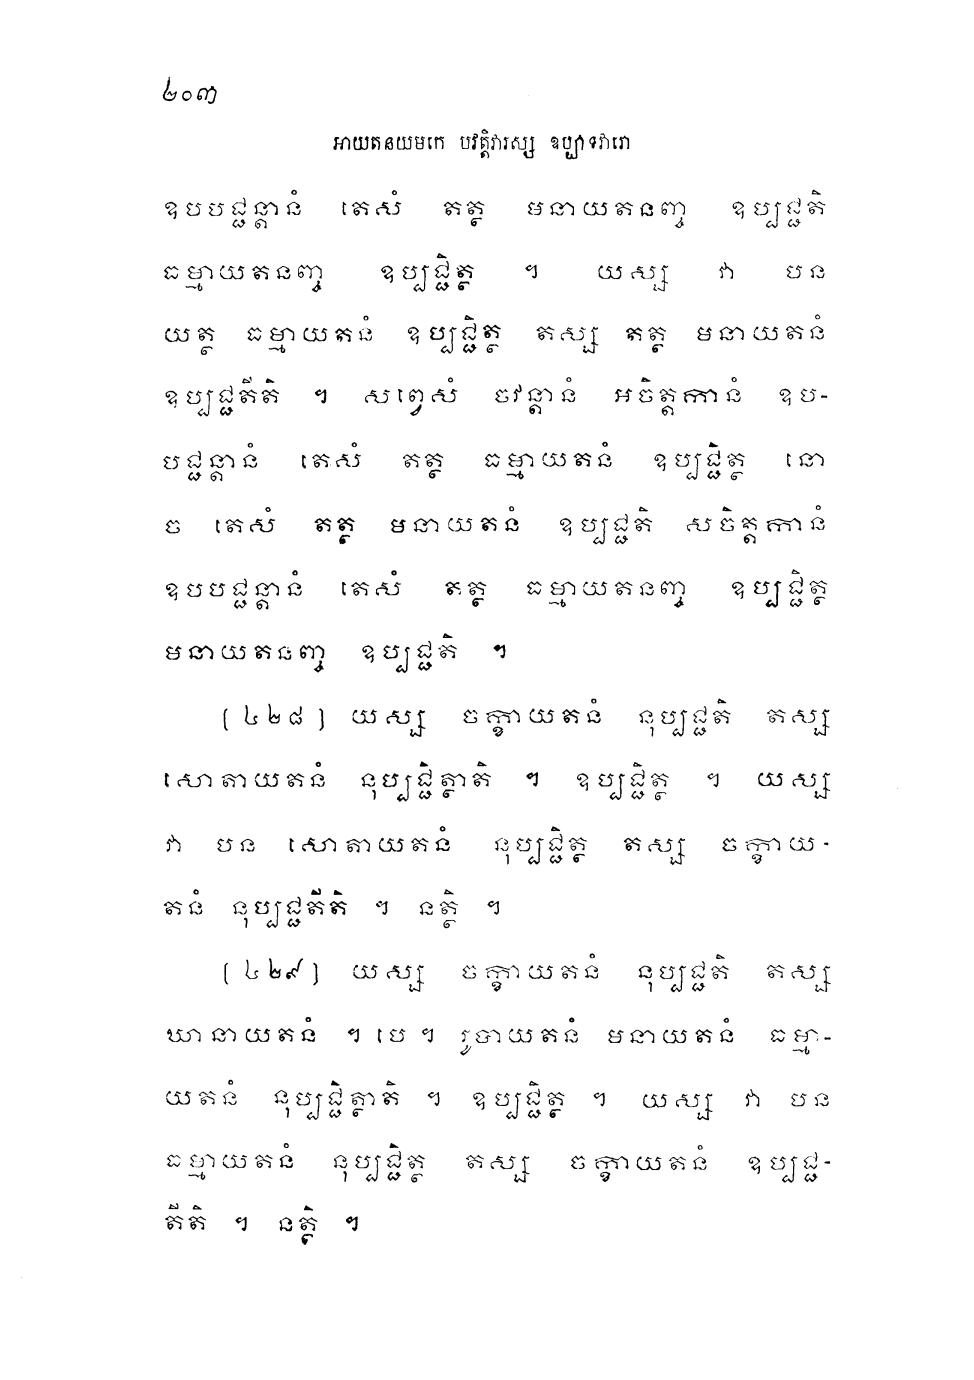 ២០៣
អាយតនយមកេ បវត្តិវារស្ស ឧប្បាទវារោ
ឧបបជ្ជន្តានំ តេសំ តត្ថ មនាយតនញ្ច ឧប្បជ្ជតិ
ធម្មាយតនញ្ច ឧប្បជ្ជិត្ថ ។ យស្ស វា បន
យត្ថ ធម្មាយតនំ ឧប្បជ្ជិត្ថ តស្ស តត្ថ មនាយតនំ
ឧប្បជ្ជតីតិ ។ សព្វេសំ ចវន្តានំ អចិត្តកានំ ឧប-
បជ្ជន្តានំ តេសំ តត្ថ ធម្មាយតនំ ឧប្បជ្ជិត្ថ នោ
ច តេសំ តត្ថ មនាយតនំ ឧប្បជ្ជតិ សចិត្តកានំ
ឧបបជ្ជន្តានំ តេសំ តត្ថ ធម្មាយតនញ្ច ឧប្បជ្ជិត្ថ
មនាយតនញ្ច ឧប្បជ្ជតិ ។
(៤២៨) យស្ស ចក្ខាយតនំ នុប្បជ្ជតិ តស្ស
សោតាយតនំ នុប្បជ្ជិត្ថាតិ ។ ឧប្បជ្ជិត្ថ ។ យស្ស
វា បន សោតាយតនំ នុប្បជ្ជិត្ថ តស្ស ចក្ខាយ-
តនំ នុប្បជ្ជតីតិ ។ នត្ថិ ។
(៤២៩) យស្ស ចក្ខាយតនំ នុប្បជ្ជតិ តស្ស
ឃានាយតនំ ។ បេ ។ រូបាយតនំ មនាយតនំ ធម្មា-
យតនំ នុប្បជ្ជិត្ថាតិ ។ ឧប្បជ្ជិត្ថ ។ យស្ស វា បន
ធម្មាយតនំ នុប្បជ្ជិត្ថ តស្ស ចក្ខាយតនំ ឧប្បជ្ជ-
តីតិ ។ នត្ថិ ។